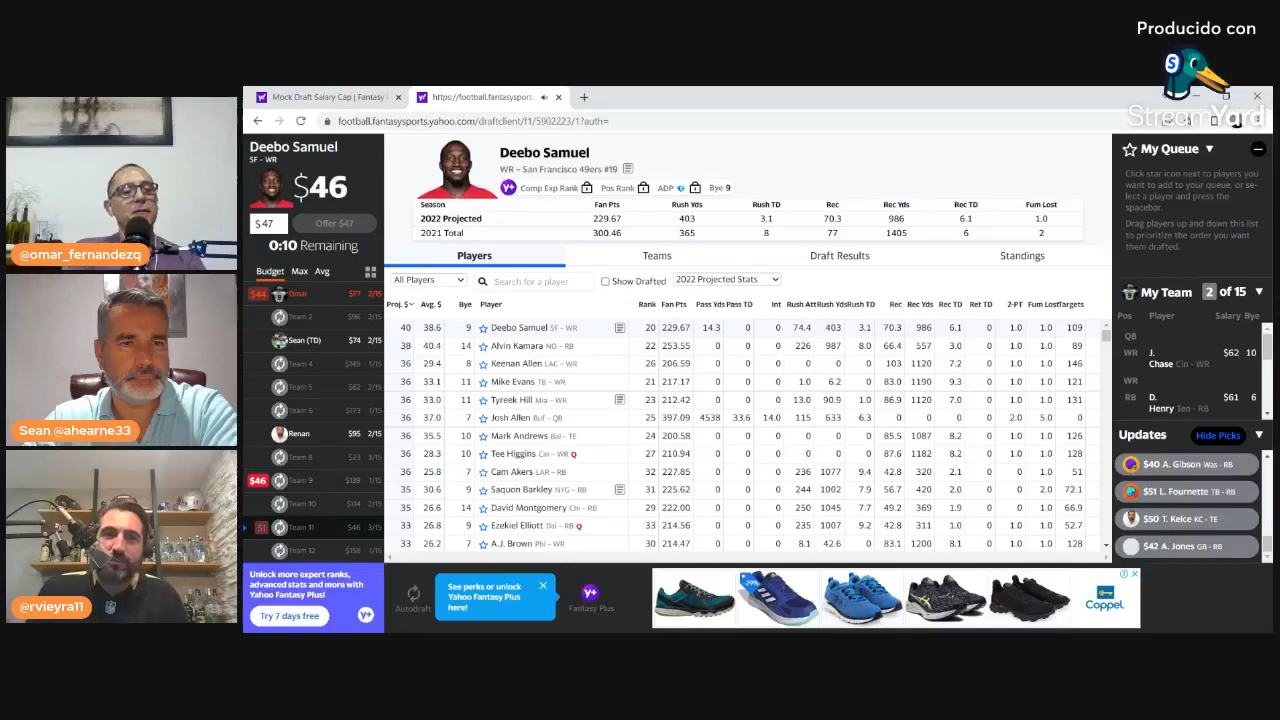 Producido con
StreamYard
Mock Draft Salary Cap | Fantasy
https://football.fantasysport
football.fantasysports.yahoo.com/draftclient/f1/5902223/1?auth=
Deebo Samuel
SF – WR
$46
$47
Offer $47
0:10 Remaining
Budget Max Avg
$44 Omar $77 2/15
Team 2 $96 2/15
Sean (TD) $74 2/15
Team 4 $149 1/15
Team 5 $62 2/15
Team 6 $173 1/15
Renan $95 2/15
Team 8 $23 3/15
$46 Team 9 $139 1/15
Team 10 $114 2/15
$1 Team 11 $46 3/15
Team 12 $158 1/15
Unlock more expert ranks, advanced stats and more with Yahoo Fantasy Plus!
Try 7 days free
y+
@omar_fernandezq
Sean @ahearne33
@rvieyra11
Deebo Samuel
WR – San Francisco 49ers #19
y+ Comp Exp Rank Pos Rank ADP Bye 9
Season Fan Pts Rush Yds Rush TD Rec Rec Yds Rec TD Fum Lost
2022 Projected 229.67 403 3.1 70.3 986 6.1 1.0
2021 Total 300.46 365 8 77 1405 6 2
Players Teams Draft Results Standings
All Players Search for a player Show Drafted 2022 Projected Stats
Proj. $ Avg. $ Bye Player Rank Fan Pts Pass Yds Pass TD Int Rush Att Rush Yds Rush TD Rec Rec Yds Rec TD Ret TD 2-PT Fum Lost Targets
40 38.6 9 Deebo Samuel SF – WR 20 229.67 14.3 0 0 74.4 403 3.1 70.3 986 6.1 0 1.0 1.0 109
38 40.4 14 Alvin Kamara NO – RB 22 253.55 0 0 0 226 987 8.0 66.4 557 3.0 0 1.0 1.0 89
36 29.4 8 Keenan Allen LAC – WR 26 206.59 0 0 0 0 0 0 103 1120 7.2 0 1.0 1.0 146
36 33.1 11 Mike Evans TB – WR 21 217.17 0 0 0 1.0 6.2 0 83.0 1190 9.3 0 1.0 1.0 121
36 33.0 11 Tyreek Hill Mia – WR 23 212.42 0 0 0 13.0 90.9 1.0 86.9 1120 7.0 0 1.0 1.0 131
36 37.0 7 Josh Allen Buf – QB 25 397.09 4538 33.6 14.0 115 633 6.3 0 0 0 0 2.0 5.0 0
36 35.5 10 Mark Andrews Bal – TE 24 200.58 0 0 0 0 0 0 85.5 1087 8.2 0 1.0 1.0 126
36 28.3 10 Tee Higgins Cin – WR Q 27 210.94 0 0 0 0 0 0 87.6 1182 8.2 0 1.0 1.0 128
36 25.8 7 Cam Akers LAR – RB 32 227.85 0 0 0 236 1077 9.4 42.8 320 2.1 0 1.0 1.0 51
35 30.6 9 Saquon Barkley NYG – RB 31 225.62 0 0 0 244 1002 7.9 56.7 420 2.0 0 1.0 1.0 72.1
35 26.6 14 David Montgomery Chi – RB 29 222.00 0 0 0 250 1045 7.7 49.2 369 1.9 0 1.0 1.0 66.9
33 26.8 9 Ezekiel Elliott Dal – RB Q 33 214.56 0 0 0 235 1007 9.2 42.8 311 1.0 0 1.0 1.0 52.7
33 26.2 7 A.J. Brown Phi – WR 30 214.47 0 0 0 8.1 42.6 0 83.1 1200 8.1 0 1.0 1.0 128
Autodraft
See perks or unlock Yahoo Fantasy Plus here!
y+
Fantasy Plus
-29%
Coppel
My Queue
Click star icon next to players
you want to add to your queue, or se-
lect a player and press the
spacebar.
Drag players up and down this list
to prioritize the order you want
them drafted.
My Team 2 of 15
Pos Player Salary Bye
QB
WR J. Chase Cin – WR $62 10
WR
RB D. Henry Ten – RB $61 6
Updates Hide Picks
$40 A. Gibson Was – RB
$51 L. Fournette TB – RB
$50 T. Kelce KC – TE
$42 A. Jones GB – RB